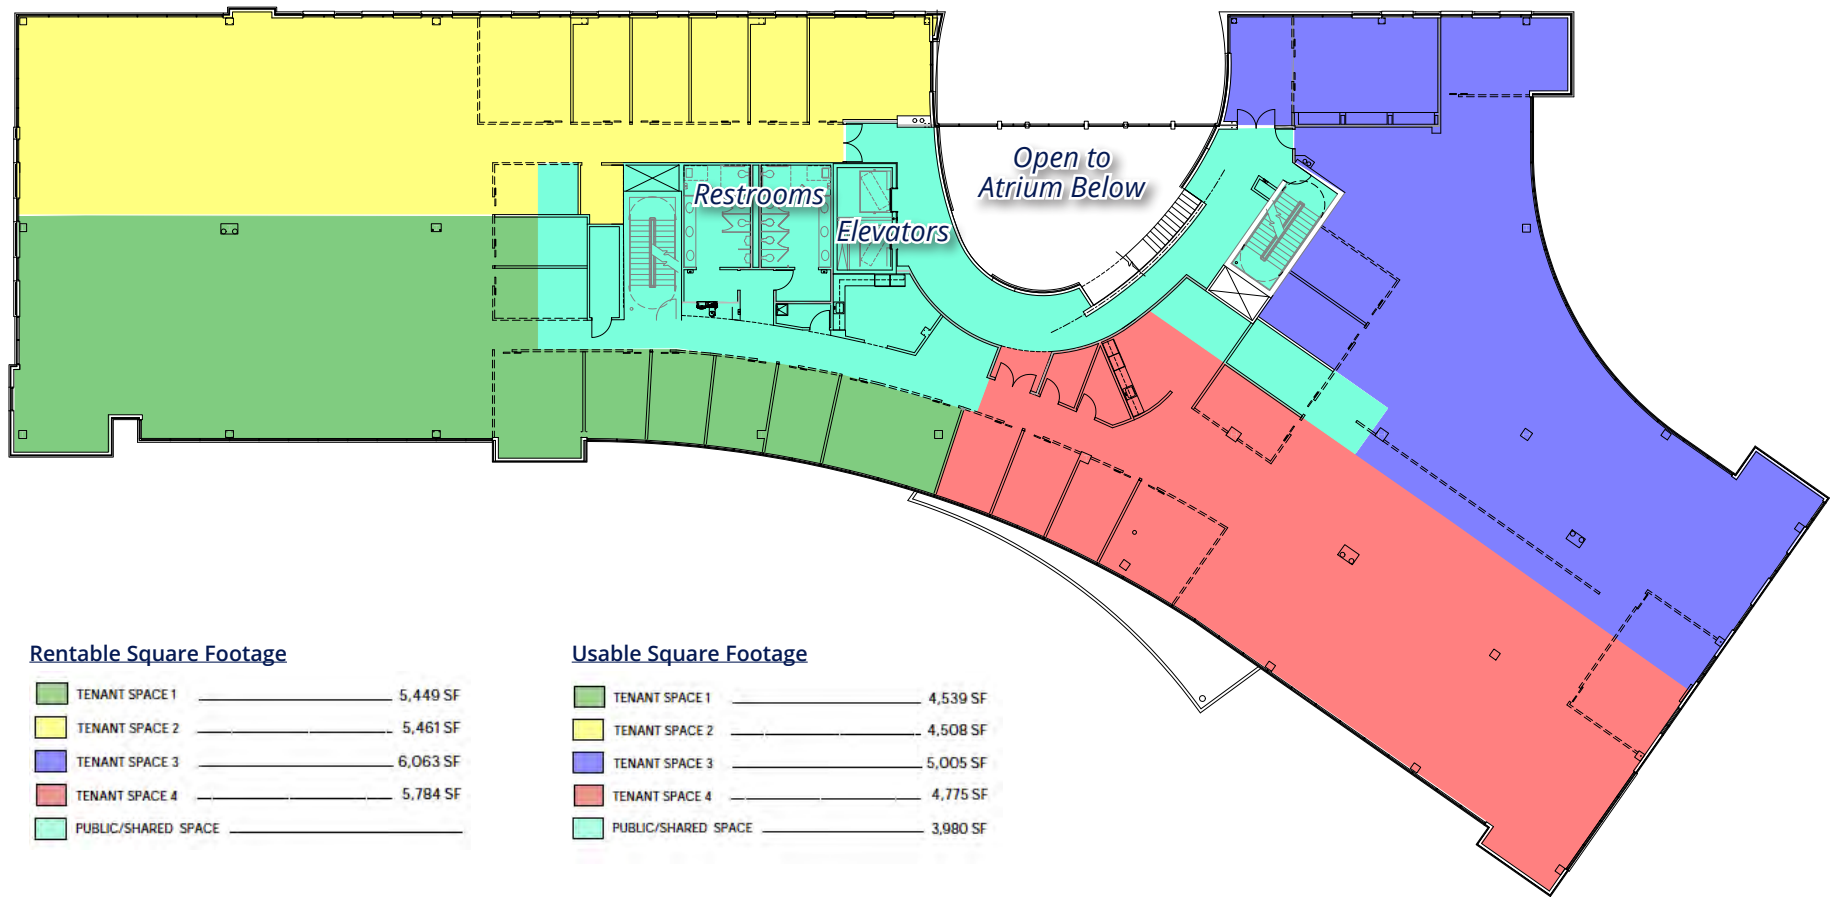 Open to
Atrium Below
Restrooms
Elevators
Rentable Square Footage
TENANT SPACE 1 5,449 SF
TENANT SPACE 2 5,461 SF
TENANT SPACE 3 6,063 SF
TENANT SPACE 4 5,784 SF
PUBLIC/SHARED SPACE
Usable Square Footage
TENANT SPACE 1 4,539 SF
TENANT SPACE 2 4,508 SF
TENANT SPACE 3 5,005 SF
TENANT SPACE 4 4,775 SF
PUBLIC/SHARED SPACE 3,980 SF